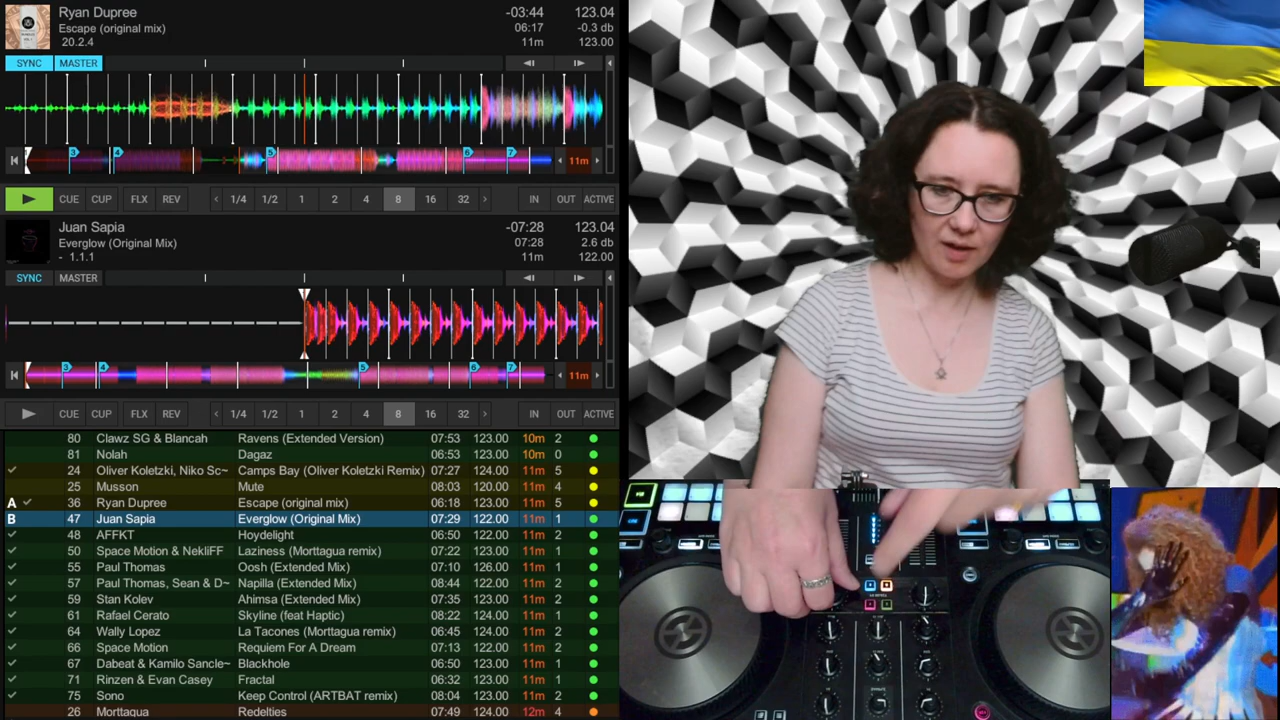 Ryan Dupree -03:44 123.04
Escape (original mix) 06:17 -0.3 db
20.2.4 11m 123.00
SYNC MASTER
3 4 5 6 7 11m
CUE CUP FLX REV 1/4 1/2 1 2 4 8 16 32 IN OUT ACTIVE
Juan Sapia -07:28 123.04
Everglow (Original Mix) 07:28 2.6 db
- 1.1.1 11m 122.00
SYNC MASTER
3 4 5 6 7 11m
CUE CUP FLX REV 1/4 1/2 1 2 4 8 16 32 IN OUT ACTIVE
80 Clawz SG & Blancah Ravens (Extended Version) 07:53 123.00 10m 2
81 Nolah Dagaz 06:53 123.00 10m 0
24 Oliver Koletzki, Niko Sc~ Camps Bay (Oliver Koletzki Remix) 07:27 124.00 11m 5
25 Musson Mute 08:03 120.00 11m 4
A 36 Ryan Dupree Escape (original mix) 06:18 123.00 11m 5
B 47 Juan Sapia Everglow (Original Mix) 07:29 122.00 11m 1
48 AFFKT Hoydelight 06:50 122.00 11m 2
50 Space Motion & NekliFF Laziness (Morttagua remix) 07:22 123.00 11m 1
55 Paul Thomas Oosh (Extended Mix) 07:10 126.00 11m 1
57 Paul Thomas, Sean & D~ Napilla (Extended Mix) 08:44 122.00 11m 2
59 Stan Kolev Ahimsa (Extended Mix) 07:35 122.00 11m 1
61 Rafael Cerato Skyline (feat Haptic) 08:22 124.00 11m 1
64 Wally Lopez La Tacones (Morttagua remix) 06:45 123.00 11m 2
66 Space Motion Requiem For A Dream 07:13 122.00 11m 2
67 Dabeat & Kamilo Sancle~ Blackhole 06:50 123.00 11m 1
71 Rinzen & Evan Casey Fractal 06:32 123.00 11m 1
75 Sono Keep Control (ARTBAT remix) 08:04 123.00 11m 2
26 Morttagua Redelties 07:49 124.00 12m 4